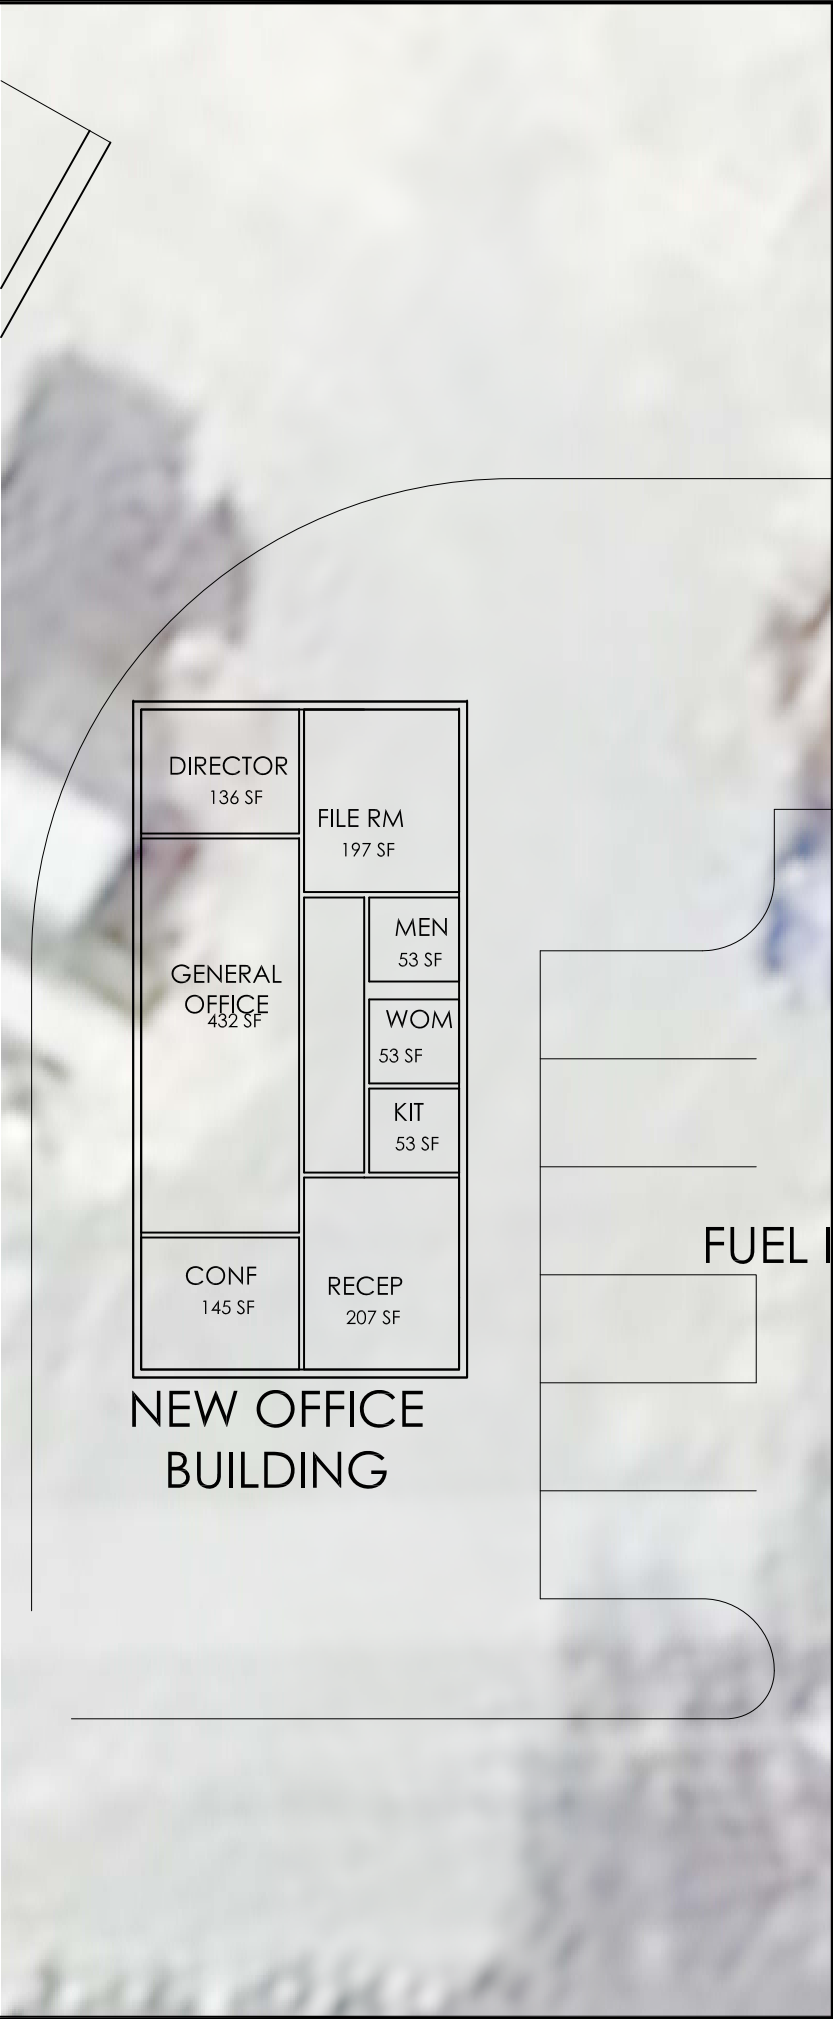 DIRECTOR
136 SF
FILE RM
197 SF
MEN
53 SF
GENERAL
OFFICE
432 SF
WOM
53 SF
KIT
53 SF
FUEL
CONF
145 SF
RECEP
207 SF
NEW OFFICE
BUILDING